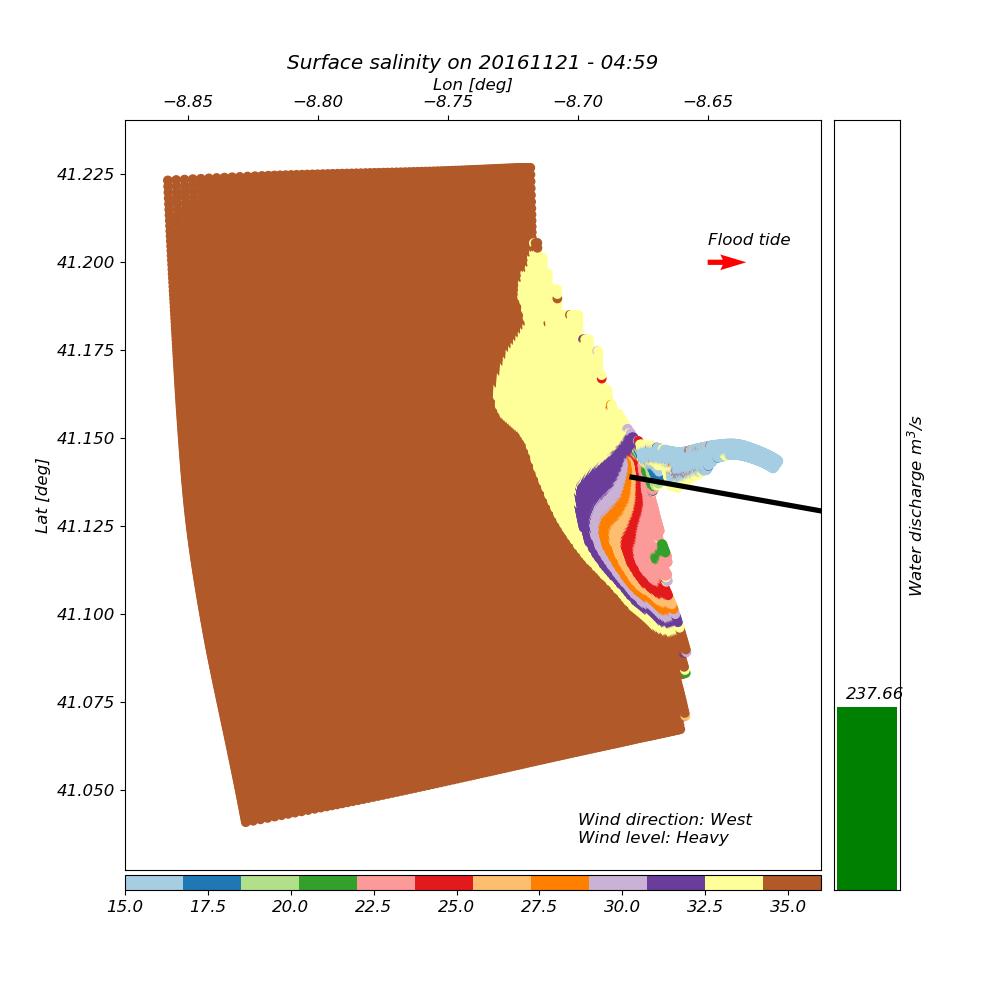 Surface salinity on 20161121 - 04:59
Lon [deg]
−8.85 −8.80 −8.75 −8.70 −8.65
41.225
41.200
41.175
41.150
41.125
41.100
41.075
41.050
Lat [deg]
Flood tide
Wind direction: West
Wind level: Heavy
237.66
Water discharge m³/s
15.0 17.5 20.0 22.5 25.0 27.5 30.0 32.5 35.0